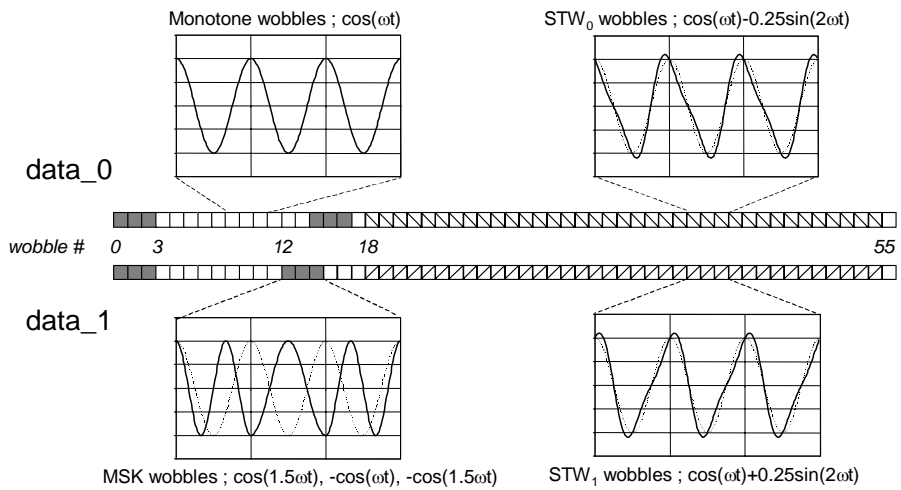 Monotone wobbles ; cos(ωt)
STW₀ wobbles ; cos(ωt)-0.25sin(2ωt)
data_0
wobble # 0 3 12 18 55
data_1
MSK wobbles ; cos(1.5ωt), -cos(ωt), -cos(1.5ωt)
STW₁ wobbles ; cos(ωt)+0.25sin(2ωt)